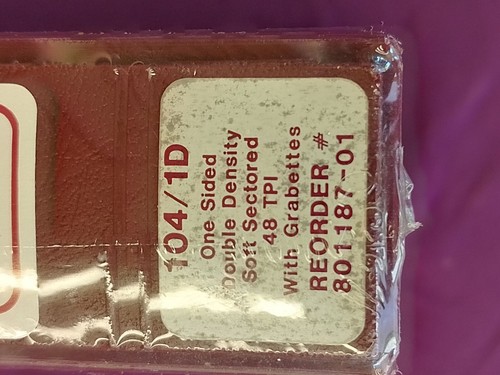 104/1D
One Sided
Double Density
Soft Sectored
48 TPI
With Grabettes
REORDER #
801187-01